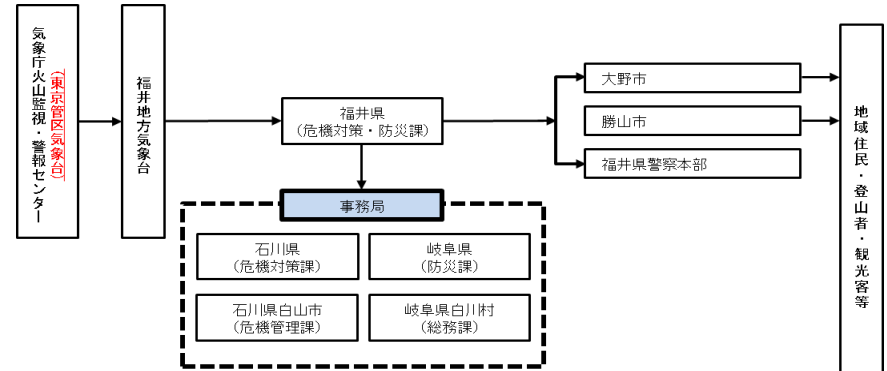 気象庁火山監視・警報センター
(東京管区気象台)
福井地方気象台
福井県
(危機対策・防災課)
事務局
石川県
(危機対策課)
岐阜県
(防災課)
石川県白山市
(危機管理課)
岐阜県白川村
(総務課)
大野市
勝山市
福井県警察本部
地域住民・登山者・観光客等